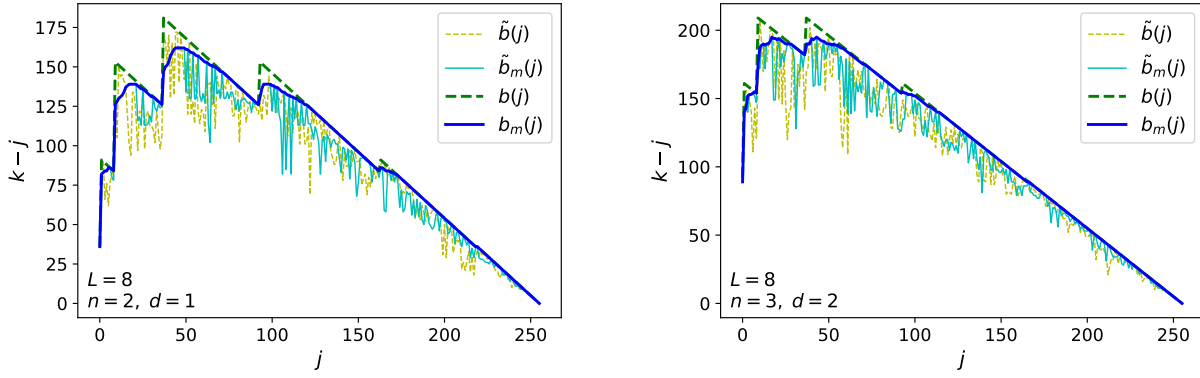 175
150
125
100
75
50
25
0
k − j
b̃(j)
b̃ₘ(j)
b(j)
bₘ(j)
L = 8
n = 2, d = 1
0 50 100 150 200 250
j
200
150
100
50
0
k − j
b̃(j)
b̃ₘ(j)
b(j)
bₘ(j)
L = 8
n = 3, d = 2
0 50 100 150 200 250
j